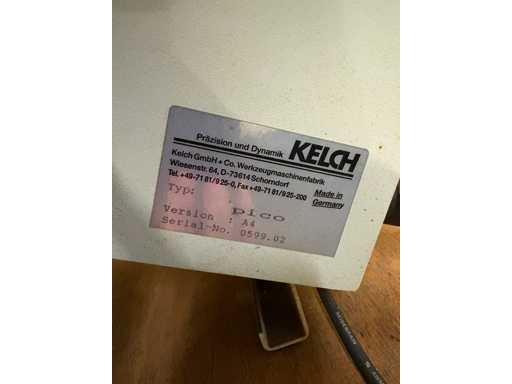 Präzision und Dynamik KELCH
Kelch GmbH + Co. Werkzeugmaschinenfabrik
Wiesenstr. 64, D-73614 Schorndorf
Tel. +49-71 81/9 25-0, Fax +49-71 81/9 25-200
Made in
Germany
Typ: pico
Version : A4
Serial-No. 0599.02